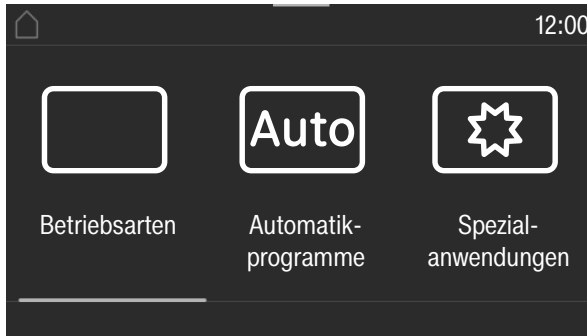 12:00
Auto
Betriebsarten
Automatik-
programme
Spezial-
anwendungen